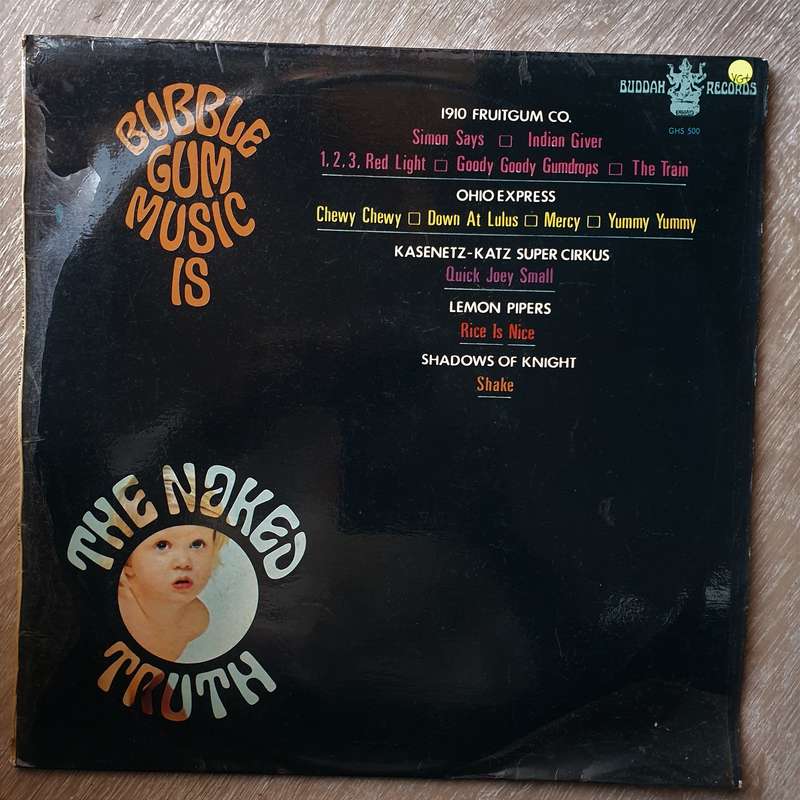 BUBBLE
GUM
MUSIC
IS
BUDDAH RECORDS
VG+
GHS 500
1910 FRUITGUM CO.
Simon Says □ Indian Giver
1, 2, 3, Red Light □ Goody Goody Gumdrops □ The Train
OHIO EXPRESS
Chewy Chewy □ Down At Lulus □ Mercy □ Yummy Yummy
KASENETZ-KATZ SUPER CIRKUS
Quick Joey Small
LEMON PIPERS
Rice Is Nice
SHADOWS OF KNIGHT
Shake
THE NAKED
TRUTH